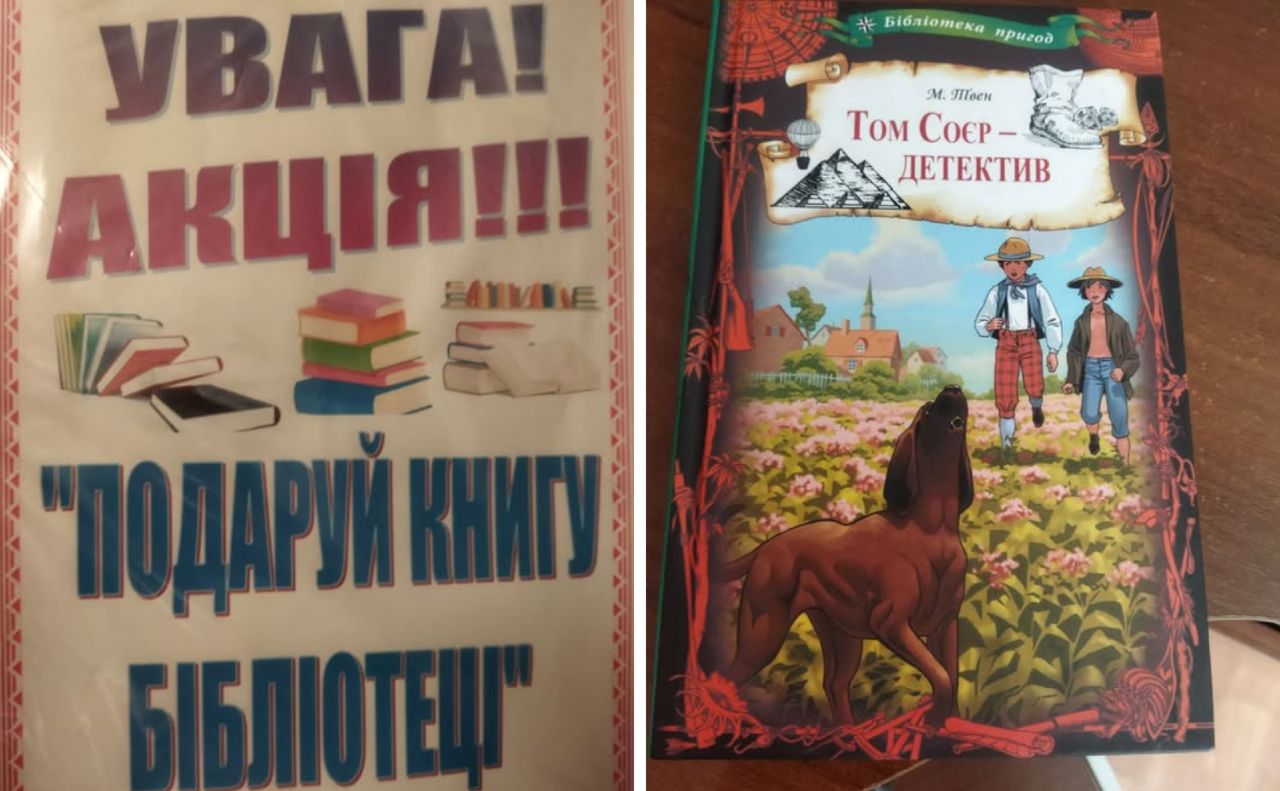 УВАГА!
АКЦІЯ!!!
"ПОДАРУЙ КНИГУ
БІБЛІОТЕЦІ"
Бібліотека пригод
М. Твен
ТОМ СОЄР –
ДЕТЕКТИВ